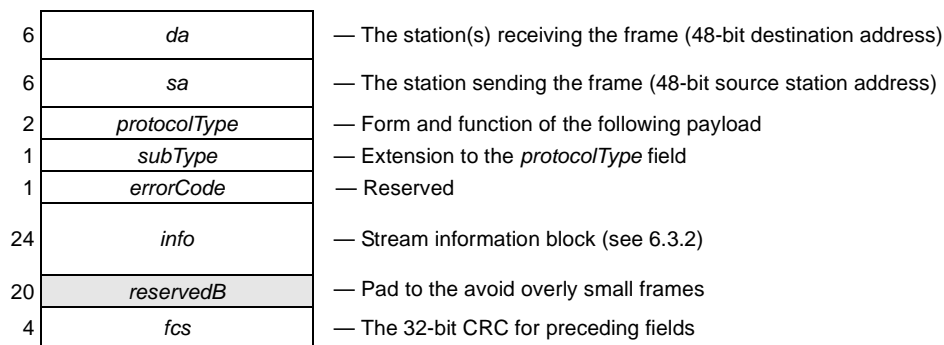 6 da — The station(s) receiving the frame (48-bit destination address)
6 sa — The station sending the frame (48-bit source station address)
2 protocolType — Form and function of the following payload
1 subType — Extension to the protocolType field
1 errorCode — Reserved
24 info — Stream information block (see 6.3.2)
20 reservedB — Pad to the avoid overly small frames
4 fcs — The 32-bit CRC for preceding fields